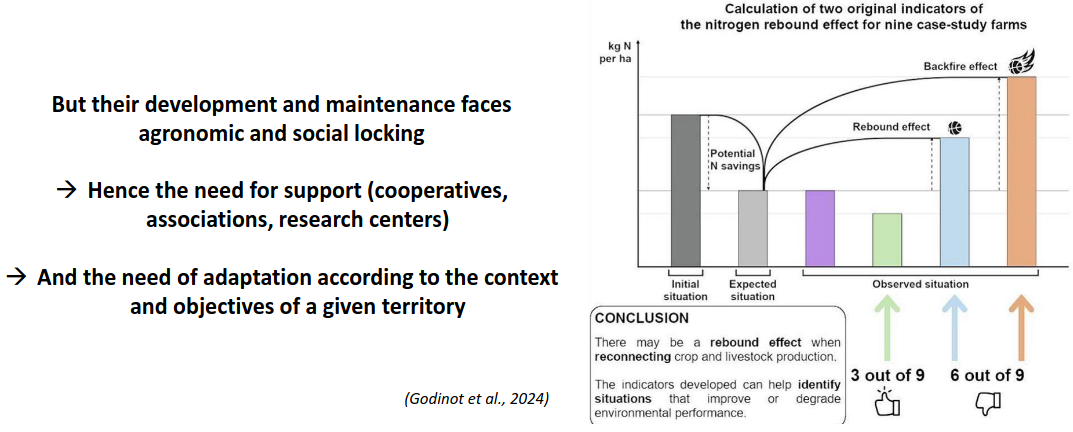 But their development and maintenance faces
agronomic and social locking
→ Hence the need for support (cooperatives,
associations, research centers)
→ And the need of adaptation according to the context
and objectives of a given territory
(Godinot et al., 2024)
Calculation of two original indicators of
the nitrogen rebound effect for nine case-study farms
kg N
per ha
Backfire effect
Rebound effect
Potential
N savings
Initial
situation
Expected
situation
Observed situation
CONCLUSION
There may be a rebound effect when
reconnecting crop and livestock production.
The indicators developed can help identify
situations that improve or degrade
environmental performance.
3 out of 9
6 out of 9